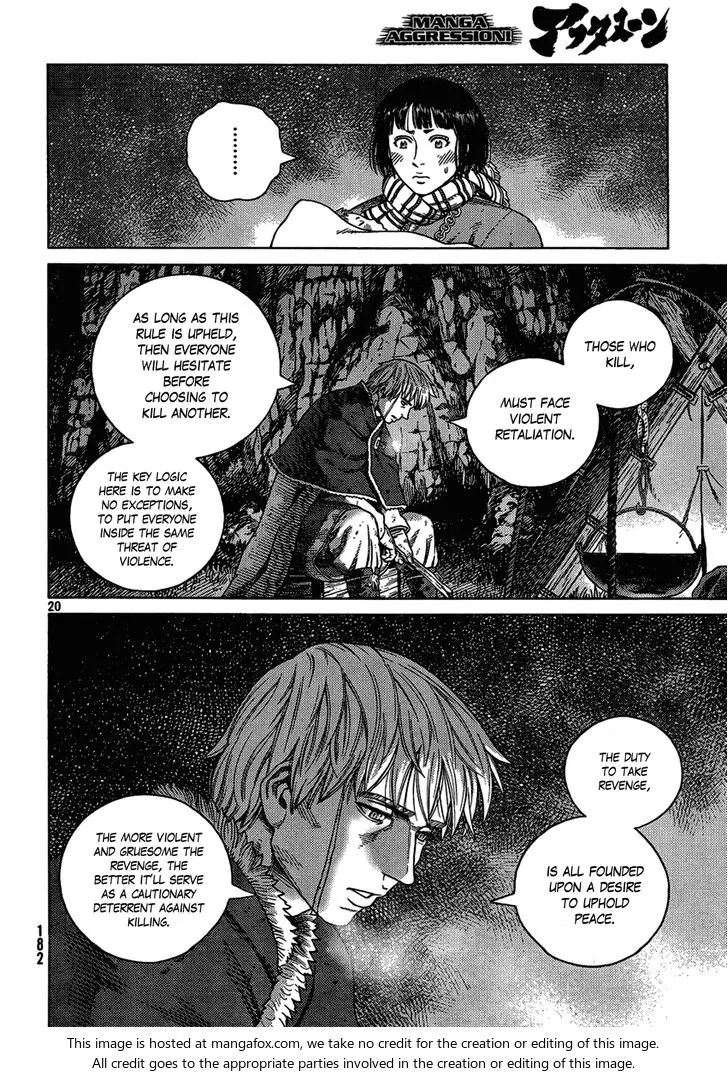 MANGA
AGGRESSION!
アフタヌーン
.........
THOSE WHO
KILL,
MUST FACE
VIOLENT
RETALIATION.
AS LONG AS THIS
RULE IS UPHELD,
THEN EVERYONE
WILL HESITATE
BEFORE
CHOOSING TO
KILL ANOTHER.
THE KEY LOGIC
HERE IS TO MAKE
NO EXCEPTIONS,
TO PUT EVERYONE
INSIDE THE SAME
THREAT OF
VIOLENCE.
20
THE DUTY
TO TAKE
REVENGE,
IS ALL FOUNDED
UPON A DESIRE
TO UPHOLD
PEACE.
THE MORE VIOLENT
AND GRUESOME THE
REVENGE, THE
BETTER IT'LL SERVE
AS A CAUTIONARY
DETERRENT AGAINST
KILLING.
182
This image is hosted at mangafox.com, we take no credit for the creation or editing of this image.
All credit goes to the appropriate parties involved in the creation or editing of this image.